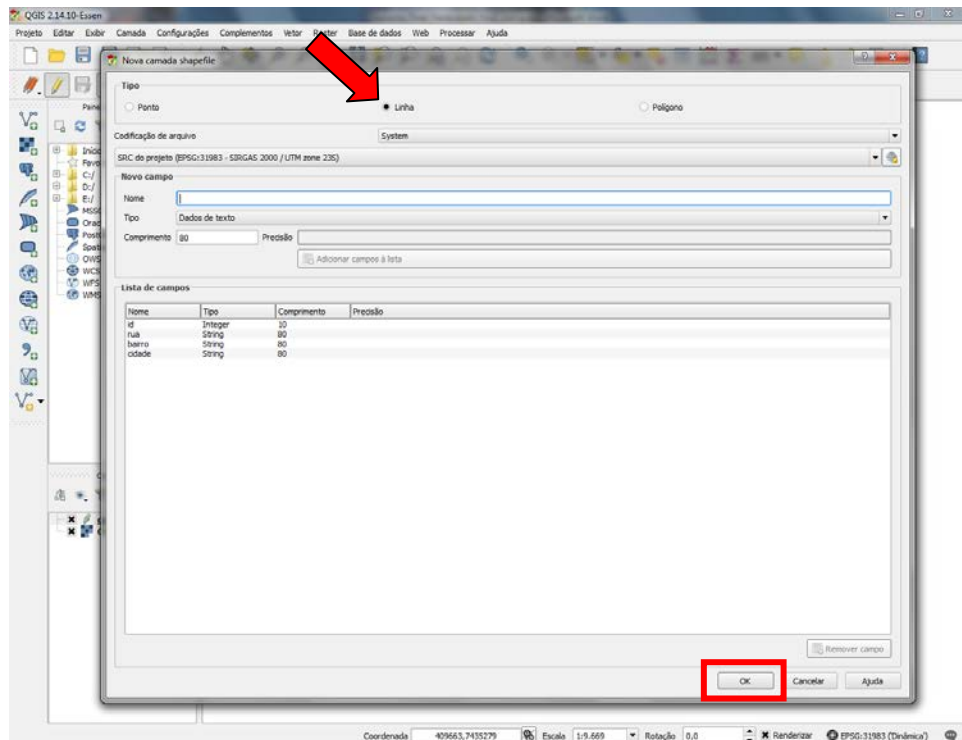 QGIS 2.14.10-Essen
Projeto Editar Exibir Camada Configurações Complementos Vetor Raster Base de dados Web Processar Ajuda
Nova camada shapefile
Tipo
Ponto Linha Polígono
Codificação de arquivo System
SRC do projeto (EPSG:31983 - SIRGAS 2000 / UTM zone 23S)
Novo campo
Nome
Tipo Dados de texto
Comprimento 80 Precisão
Adicionar campos à lista
Lista de campos
Nome Tipo Comprimento Precisão
id Integer 10
rua String 80
bairro String 80
cidade String 80
Remover campo
OK Cancelar Ajuda
C:/
D:/
E:/
OWS
WCS
WFS
WMS
Coordenada 409663,7435279 Escala 1:9.669 Rotação 0,0 Renderizar EPSG:31983 (Dinâmica')